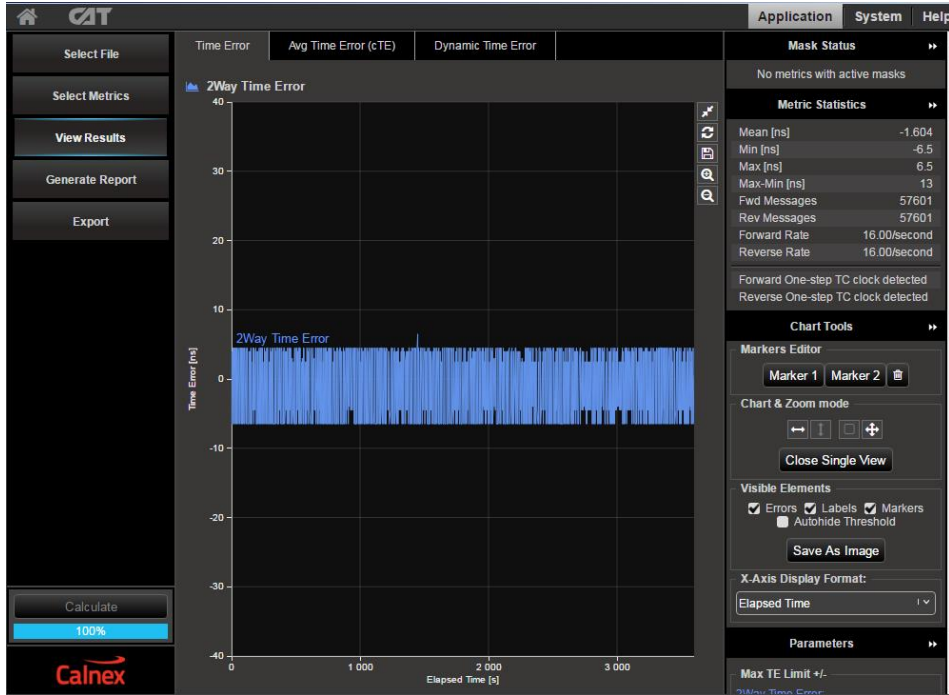 CAT
Application System Help
Select File
Select Metrics
View Results
Generate Report
Export
Calculate
100%
Calnex
Time Error Avg Time Error (cTE) Dynamic Time Error
2Way Time Error
40
30
20
10
0
-10
-20
-30
-40
Time Error [ns]
2Way Time Error
0 1 000 2 000 3 000
Elapsed Time [s]
Mask Status
No metrics with active masks
Metric Statistics
Mean [ns] -1.604
Min [ns] -6.5
Max [ns] 6.5
Max-Min [ns] 13
Fwd Messages 57601
Rev Messages 57601
Forward Rate 16.00/second
Reverse Rate 16.00/second
Forward One-step TC clock detected
Reverse One-step TC clock detected
Chart Tools
Markers Editor
Marker 1 Marker 2
Chart & Zoom mode
Close Single View
Visible Elements
Errors Labels Markers
Autohide Threshold
Save As Image
X-Axis Display Format:
Elapsed Time
Parameters
Max TE Limit +/-
2Way Time Error: